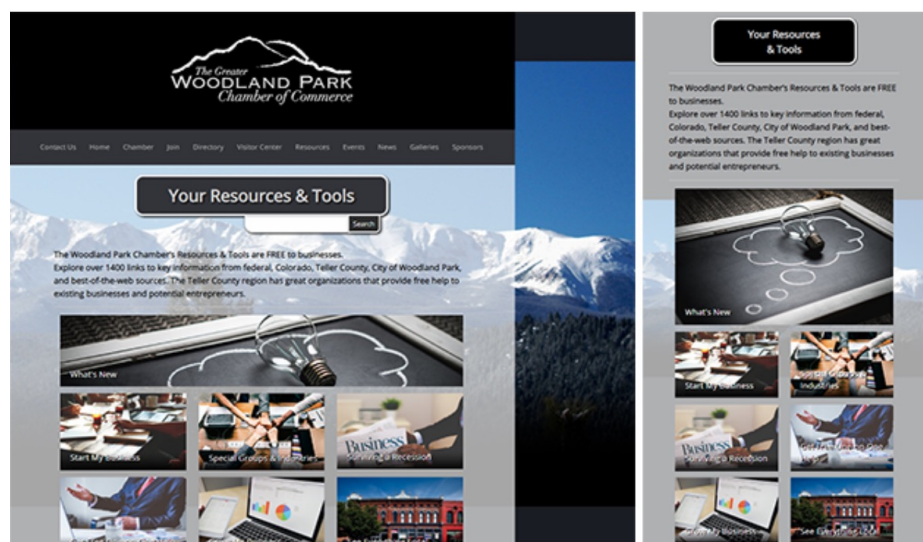 The Greater
WOODLAND PARK
Chamber of Commerce
Contact Us Home Chamber Join Directory Visitor Center Resources Events News Galleries Sponsors
Your Resources & Tools
Search
The Woodland Park Chamber's Resources & Tools are FREE to businesses.
Explore over 1400 links to key information from federal, Colorado, Teller County, City of Woodland Park,
and best-of-the-web sources. The Teller County region has great organizations that provide free help to
existing businesses and potential entrepreneurs.
What's New
Start My Business
Special Groups & Industries
Business
Surviving a Recession
Your Resources
& Tools
The Woodland Park Chamber's Resources & Tools are FREE
to businesses.
Explore over 1400 links to key information from federal,
Colorado, Teller County, City of Woodland Park, and best-
of-the-web sources. The Teller County region has great
organizations that provide free help to existing businesses
and potential entrepreneurs.
What's New
Start My Business
Industries
Business
Surviving a Recession
Grow My Business
See Everything Local